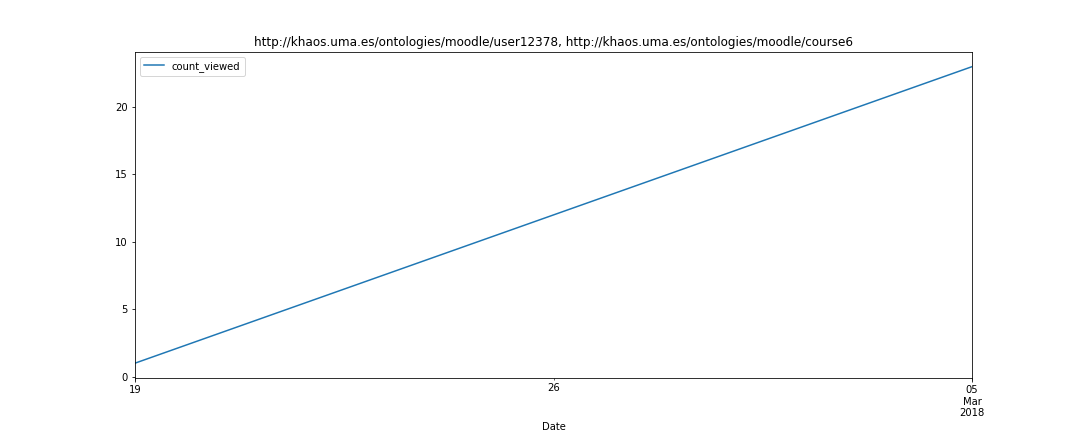 http://khaos.uma.es/ontologies/moodle/user12378, http://khaos.uma.es/ontologies/moodle/course6
count_viewed
20
15
10
5
0
19
26
05
Mar
2018
Date